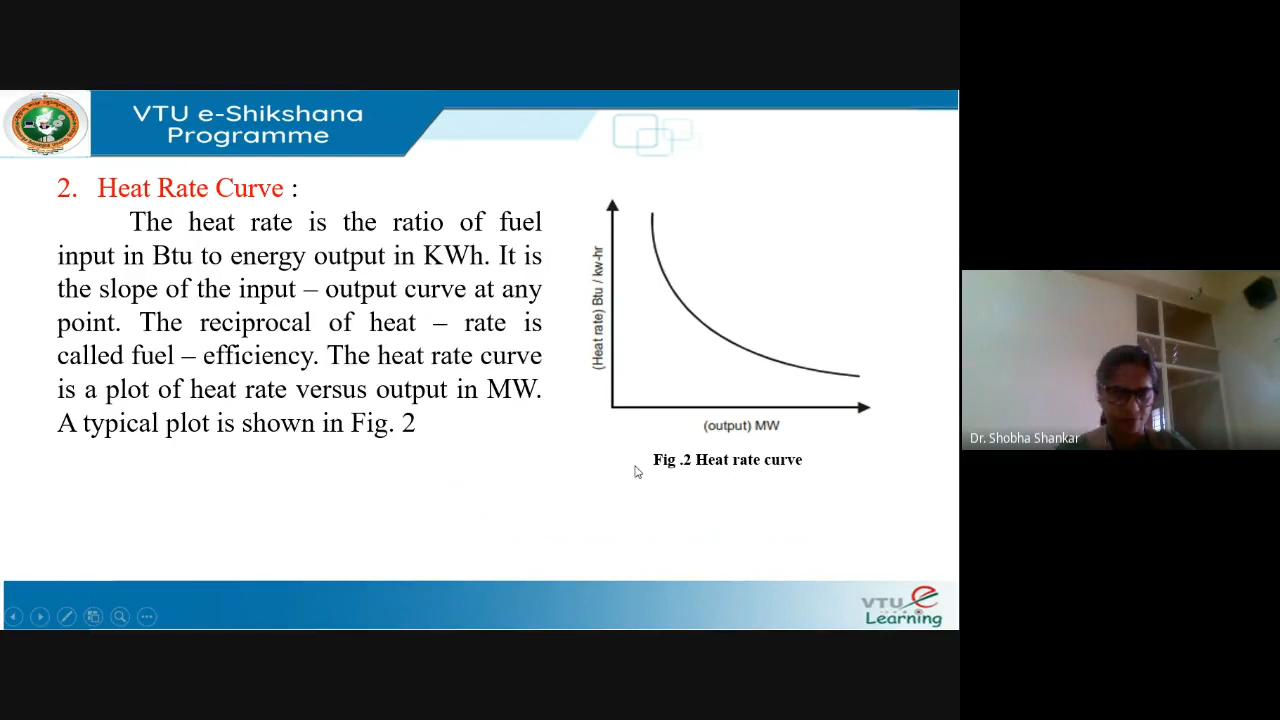 VTU e-Shikshana
Programme
2. Heat Rate Curve :
The heat rate is the ratio of fuel
input in Btu to energy output in KWh. It is
the slope of the input – output curve at any
point. The reciprocal of heat – rate is
called fuel – efficiency. The heat rate curve
is a plot of heat rate versus output in MW.
A typical plot is shown in Fig. 2
(Heat rate) Btu / kw-hr
(output) MW
Fig .2 Heat rate curve
Dr. Shobha Shankar
VTU e
Learning